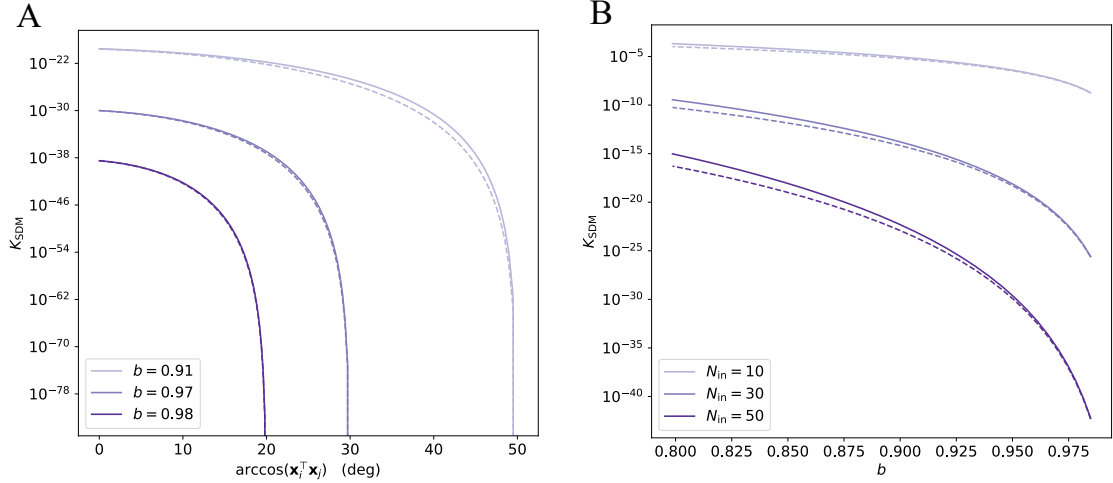 A
10⁻²²
10⁻³⁰
10⁻³⁸
10⁻⁴⁶
10⁻⁵⁴
10⁻⁶²
10⁻⁷⁰
10⁻⁷⁸
K_SDM
b = 0.91
b = 0.97
b = 0.98
0 10 20 30 40 50
arccos(𝐱ᵢ⊤𝐱ⱼ) (deg)
B
10⁻⁵
10⁻¹⁰
10⁻¹⁵
10⁻²⁰
10⁻²⁵
10⁻³⁰
10⁻³⁵
10⁻⁴⁰
K_SDM
N_in = 10
N_in = 30
N_in = 50
0.800 0.825 0.850 0.875 0.900 0.925 0.950 0.975
b